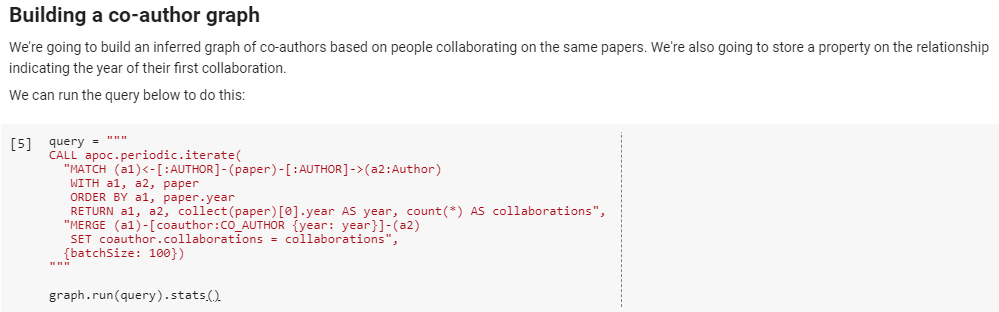 Building a co-author graph
We're going to build an inferred graph of co-authors based on people collaborating on the same papers. We're also going to store a property on the relationship
indicating the year of their first collaboration.
We can run the query below to do this:
[5] query = """
CALL apoc.periodic.iterate(
"MATCH (a1)<-[:AUTHOR]-(paper)-[:AUTHOR]->(a2:Author)
WITH a1, a2, paper
ORDER BY a1, paper.year
RETURN a1, a2, collect(paper)[0].year AS year, count(*) AS collaborations",
"MERGE (a1)-[coauthor:CO_AUTHOR {year: year}]-(a2)
SET coauthor.collaborations = collaborations",
{batchSize: 100})
"""
graph.run(query).stats()